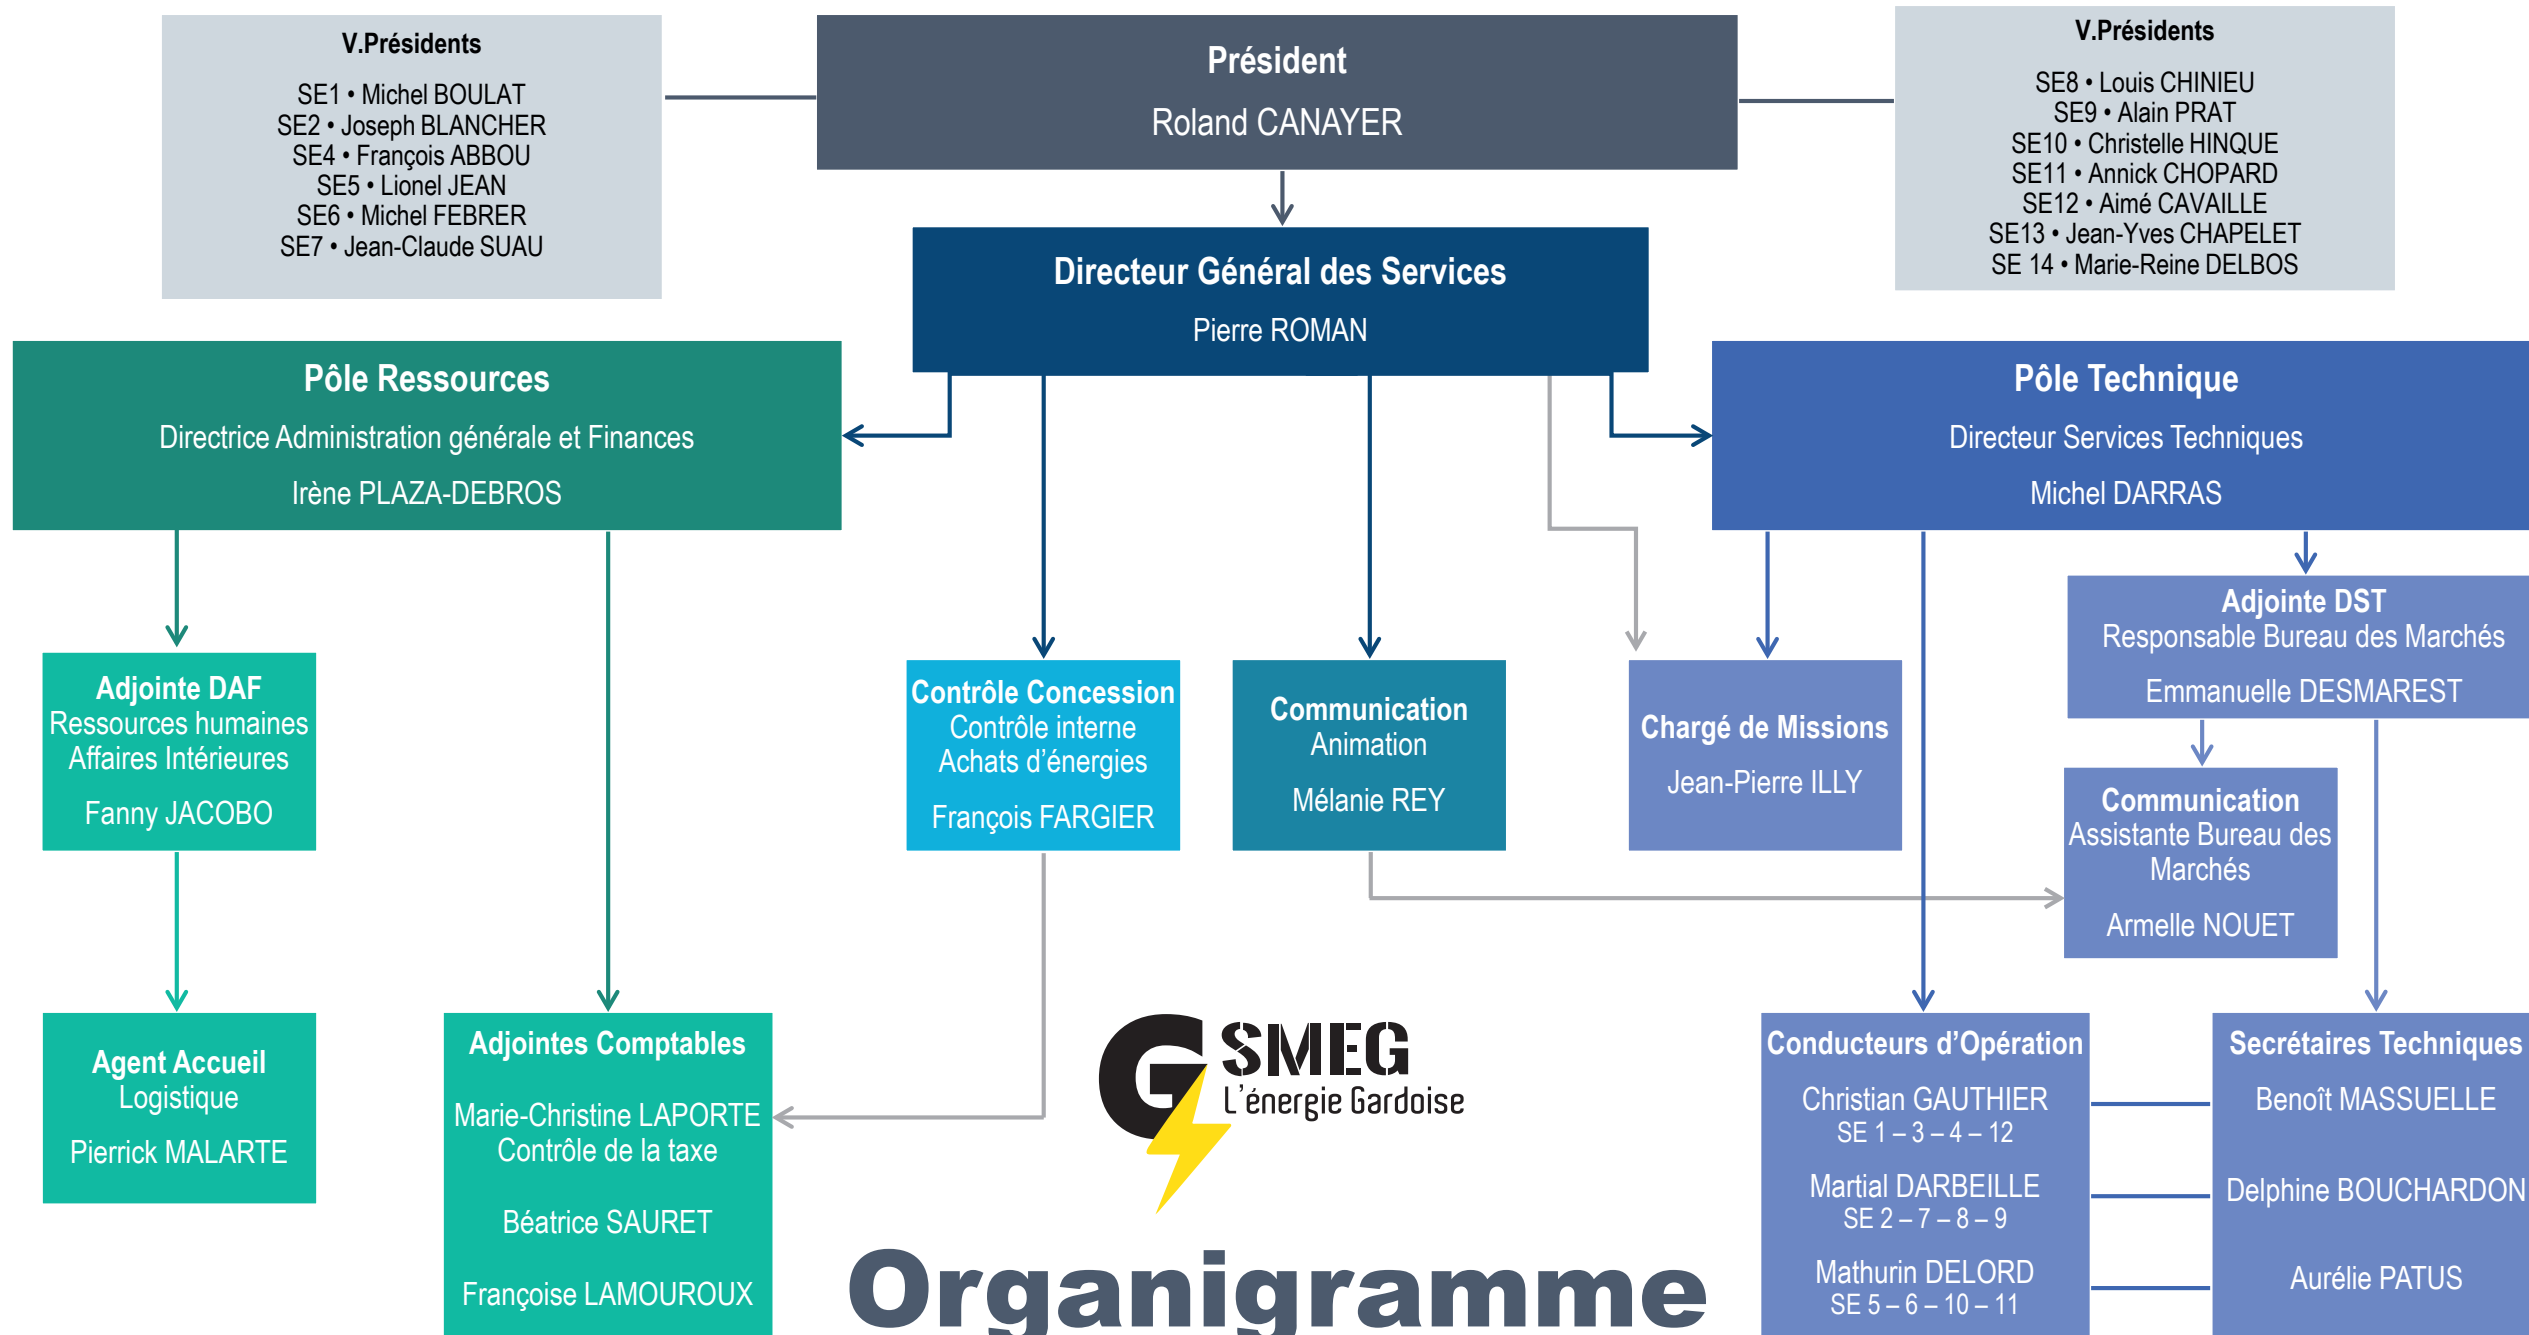 V.Présidents
SE1 • Michel BOULAT
SE2 • Joseph BLANCHER
SE4 • François ABBOU
SE5 • Lionel JEAN
SE6 • Michel FEBRER
SE7 • Jean-Claude SUAU
Président
Roland CANAYER
V.Présidents
SE8 • Louis CHINIEU
SE9 • Alain PRAT
SE10 • Christelle HINQUE
SE11 • Annick CHOPARD
SE12 • Aimé CAVAILLE
SE13 • Jean-Yves CHAPELET
SE 14 • Marie-Reine DELBOS
Directeur Général des Services
Pierre ROMAN
Pôle Ressources
Directrice Administration générale et Finances
Irène PLAZA-DEBROS
Pôle Technique
Directeur Services Techniques
Michel DARRAS
Adjointe DAF
Ressources humaines
Affaires Intérieures
Fanny JACOBO
Contrôle Concession
Contrôle interne
Achats d’énergies
François FARGIER
Communication
Animation
Mélanie REY
Chargé de Missions
Jean-Pierre ILLY
Adjointe DST
Responsable Bureau des Marchés
Emmanuelle DESMAREST
Communication
Assistante Bureau des
Marchés
Armelle NOUET
Agent Accueil
Logistique
Pierrick MALARTE
Adjointes Comptables
Marie-Christine LAPORTE
Contrôle de la taxe
Béatrice SAURET
Françoise LAMOUROUX
G SMEG
L’énergie Gardoise
Organigramme
Conducteurs d’Opération
Christian GAUTHIER
SE 1 – 3 – 4 – 12
Martial DARBEILLE
SE 2 – 7 – 8 – 9
Mathurin DELORD
SE 5 – 6 – 10 – 11
Secrétaires Techniques
Benoît MASSUELLE
Delphine BOUCHARDON
Aurélie PATUS